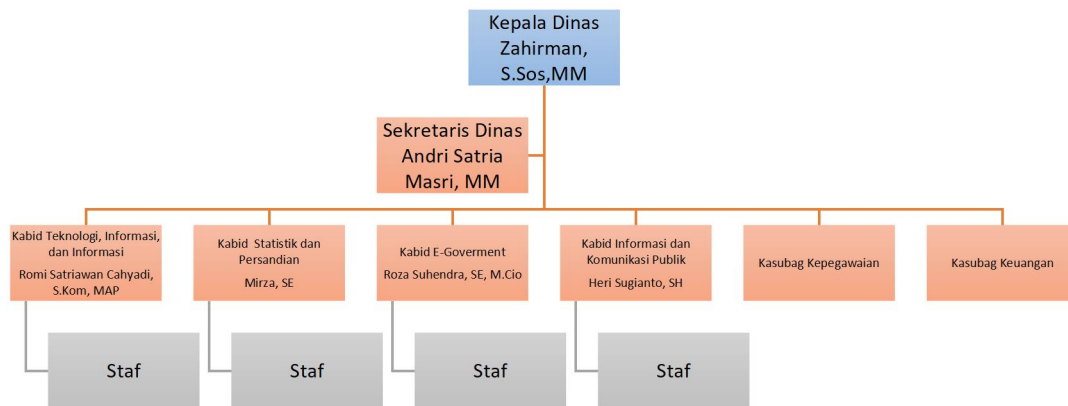 Kepala Dinas
Zahirman,
S.Sos,MM
Sekretaris Dinas
Andri Satria
Masri, MM
Kabid Teknologi, Informasi,
dan Informasi
Romi Satriawan Cahyadi,
S.Kom, MAP
Kabid Statistik dan
Persandian
Mirza, SE
Kabid E-Goverment
Roza Suhendra, SE, M.Cio
Kabid Informasi dan
Komunikasi Publik
Heri Sugianto, SH
Kasubag Kepegawaian
Kasubag Keuangan
Staf
Staf
Staf
Staf